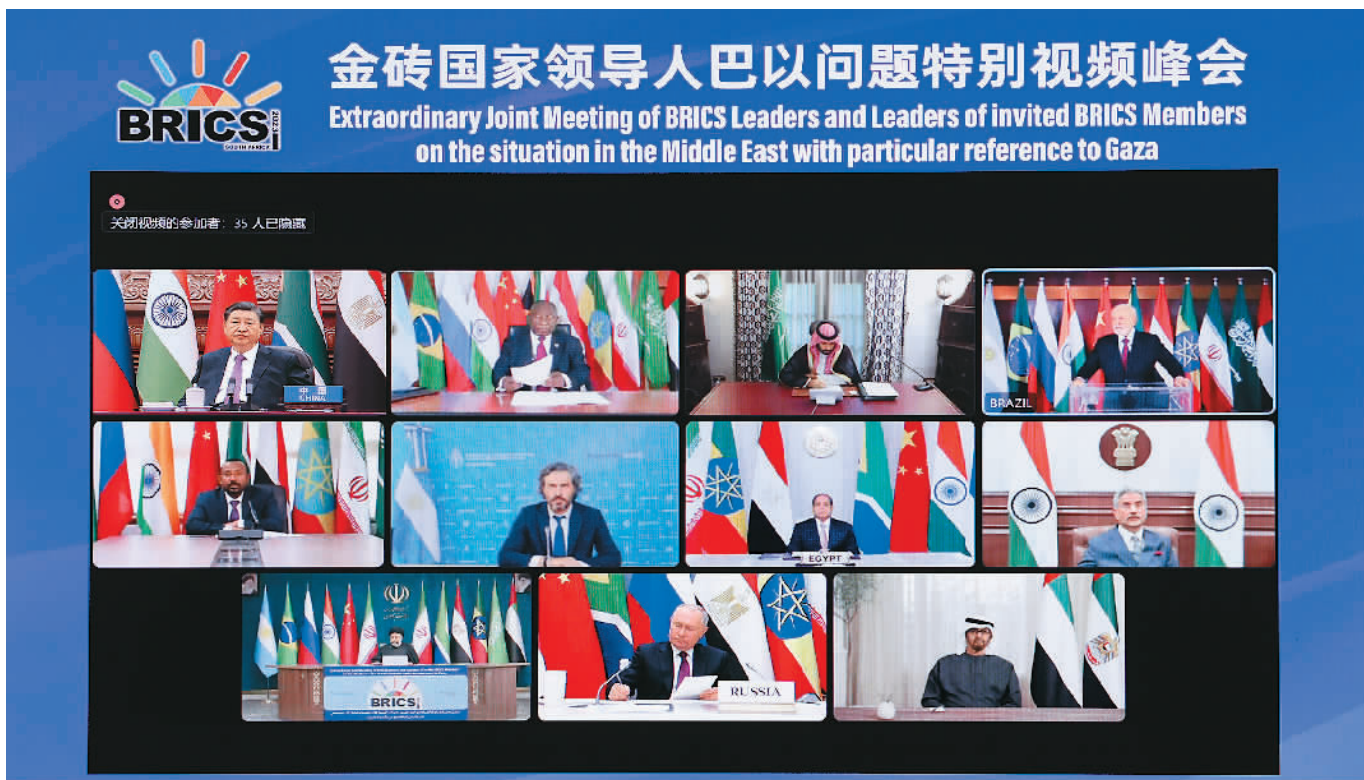 金砖国家领导人巴以问题特别视频峰会
Extraordinary Joint Meeting of BRICS Leaders and Leaders of invited BRICS Members
on the situation in the Middle East with particular reference to Gaza
BRICS
SOUTH AFRICA
关闭视频的参加者：35 人已隐藏
中国
CHINA
BRAZIL
EGYPT
BRICS
RUSSIA